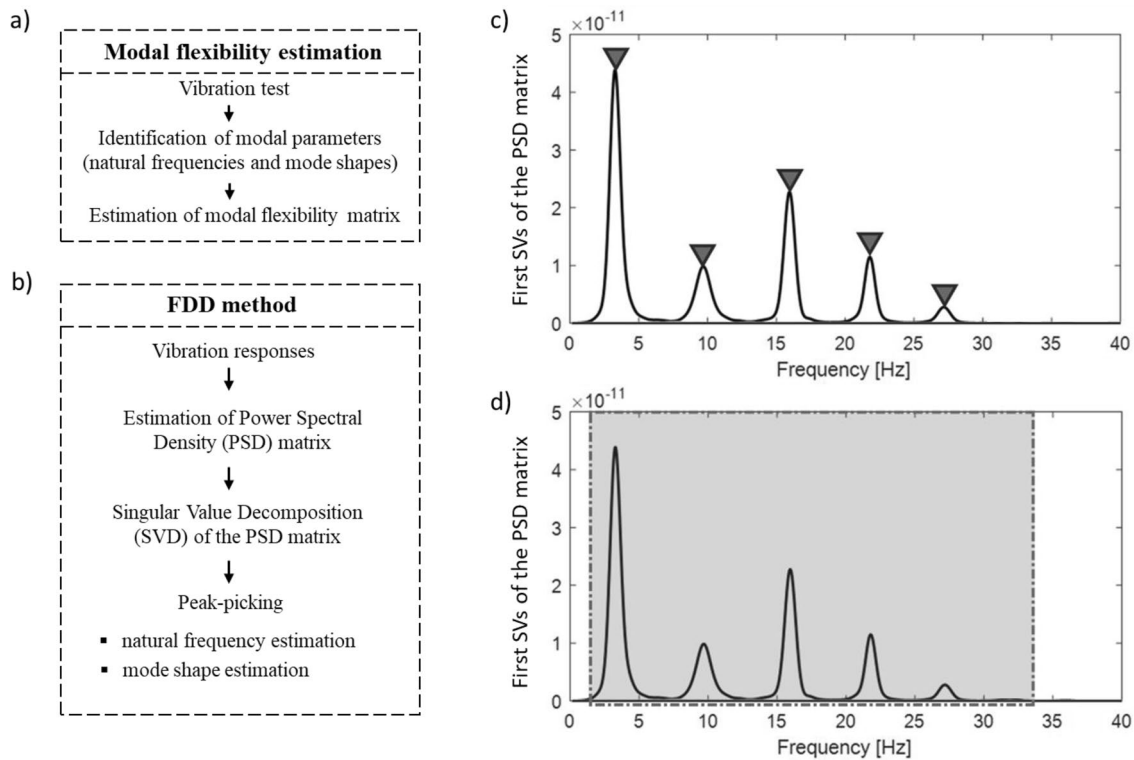 a)
Modal flexibility estimation
Vibration test
Identification of modal parameters
(natural frequencies and mode shapes)
Estimation of modal flexibility matrix
b)
FDD method
Vibration responses
Estimation of Power Spectral
Density (PSD) matrix
Singular Value Decomposition
(SVD) of the PSD matrix
Peak-picking
▪ natural frequency estimation
▪ mode shape estimation
c)
×10-11
5
4
3
2
1
0
First SVs of the PSD matrix
0 5 10 15 20 25 30 35 40
Frequency [Hz]
d)
×10-11
5
4
3
2
1
0
First SVs of the PSD matrix
0 5 10 15 20 25 30 35 40
Frequency [Hz]